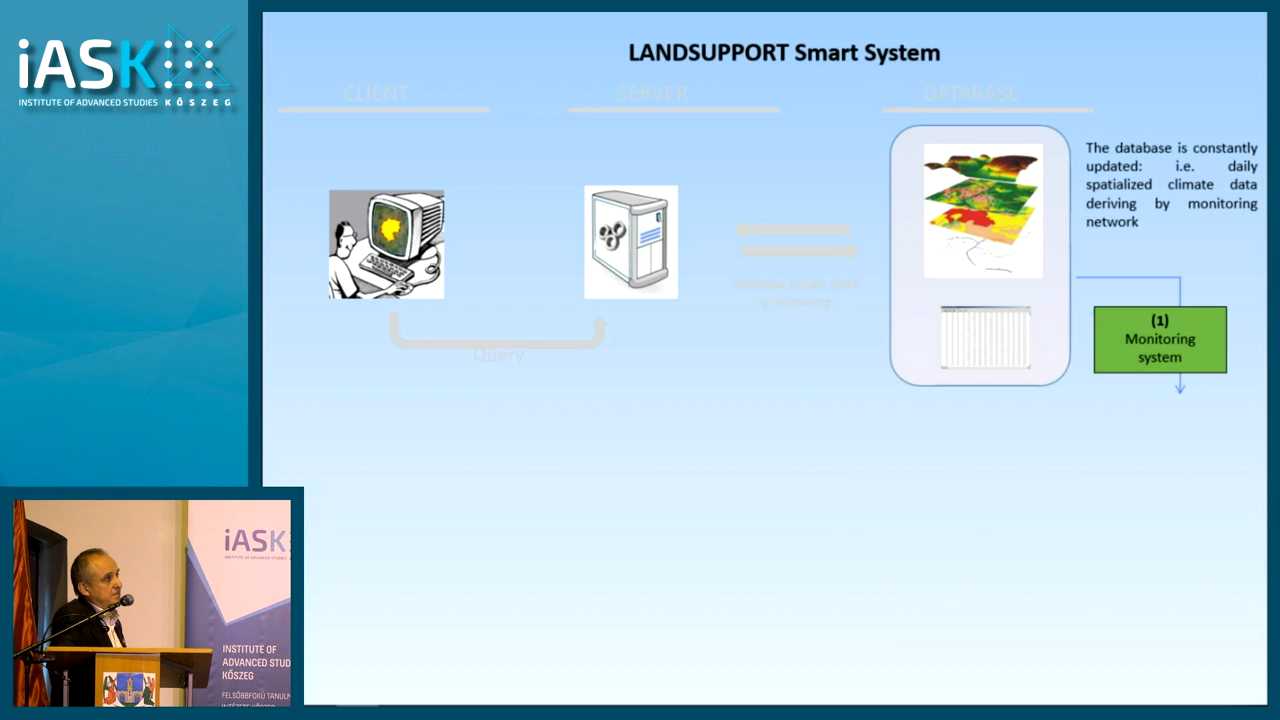 iASK
INSTITUTE OF ADVANCED STUDIES KŐSZEG
LANDSUPPORT Smart System
CLIENT
SERVER
DATABASE
The database is constantly
updated: i.e. daily
spatialized climate data
deriving by monitoring
network
(1)
Monitoring
system
Query
iASK
INSTITUTE OF
ADVANCED STUD
KŐSZEG
FELSŐBBFOKÚ TANULM